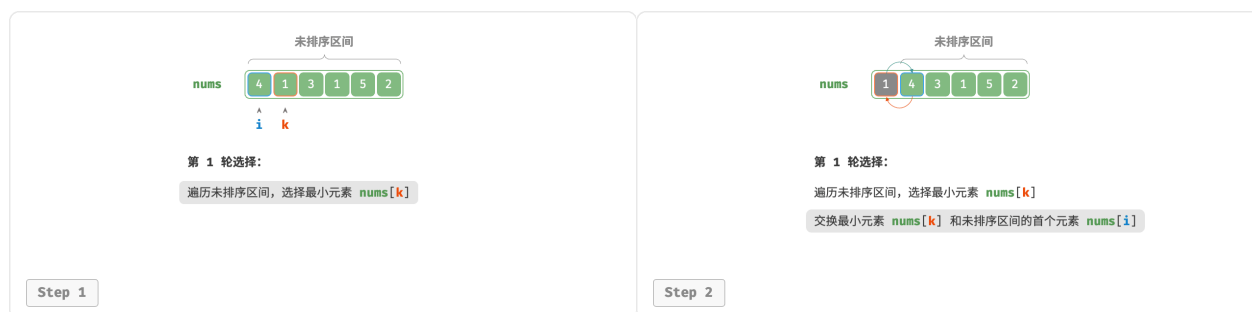 未排序区间
nums 4 1 3 1 5 2
i k
第 1 轮选择:
遍历未排序区间，选择最小元素 nums[k]
Step 1
未排序区间
nums 1 4 3 1 5 2
第 1 轮选择:
遍历未排序区间，选择最小元素 nums[k]
交换最小元素 nums[k] 和未排序区间的首个元素 nums[i]
Step 2